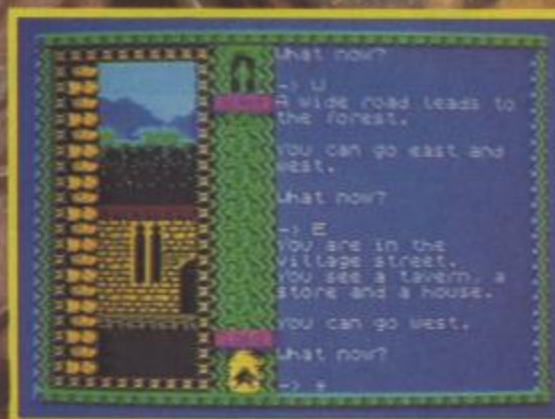 What now?
-> W
A wide road leads to
the forest.
You can go east and
west.
What now?
-> E
You are in the
village street.
You see a tavern, a
store and a house.
You can go west.
What now?
->